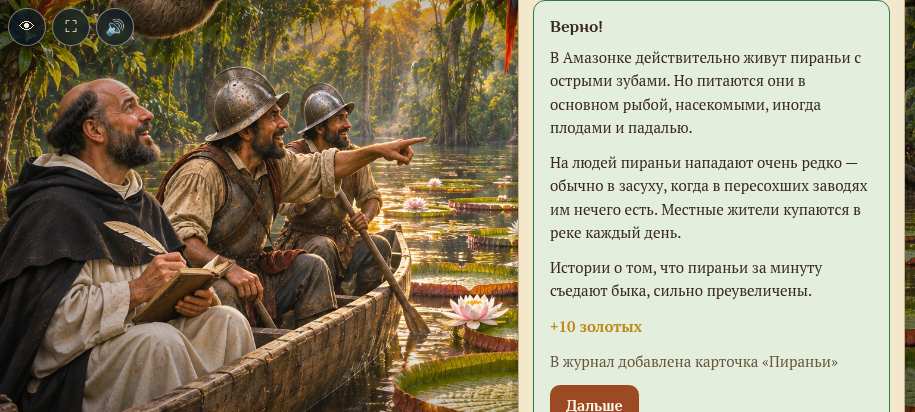 Верно!
В Амазонке действительно живут пираньи с
острыми зубами. Но питаются они в
основном рыбой, насекомыми, иногда
плодами и падалью.
На людей пираньи нападают очень редко —
обычно в засуху, когда в пересохших заводях
им нечего есть. Местные жители купаются в
реке каждый день.
Истории о том, что пираньи за минуту
съедают быка, сильно преувеличены.
+10 золотых
В журнал добавлена карточка «Пираньи»
Дальше